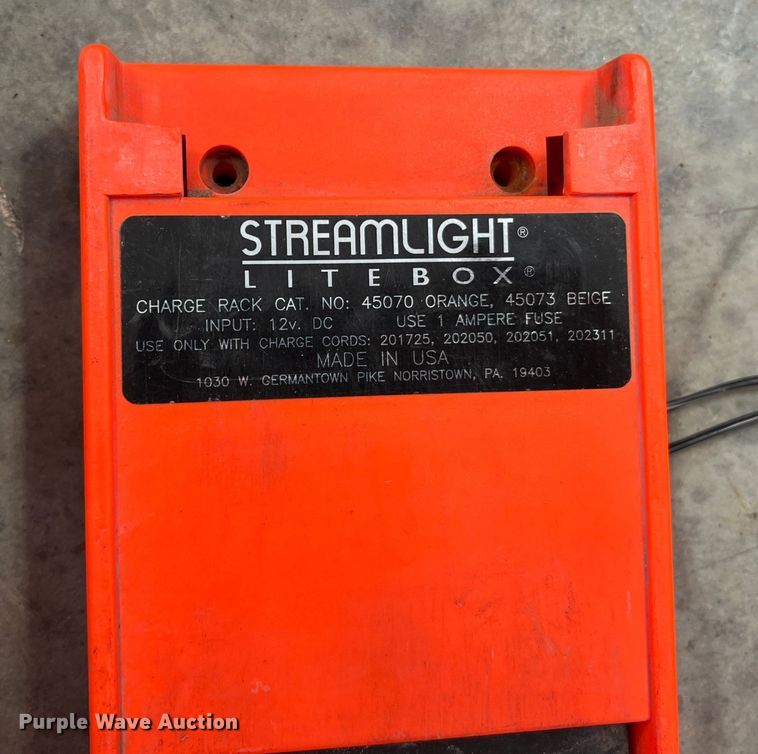 STREAMLIGHT®
LITEBOX®
CHARGE RACK CAT. NO: 45070 ORANGE, 45073 BEIGE
INPUT: 12v. DC USE 1 AMPERE FUSE
USE ONLY WITH CHARGE CORDS: 201725, 202050, 202051, 202311
MADE IN USA
1030 W. GERMANTOWN PIKE NORRISTOWN, PA. 19403
Purple Wave Auction